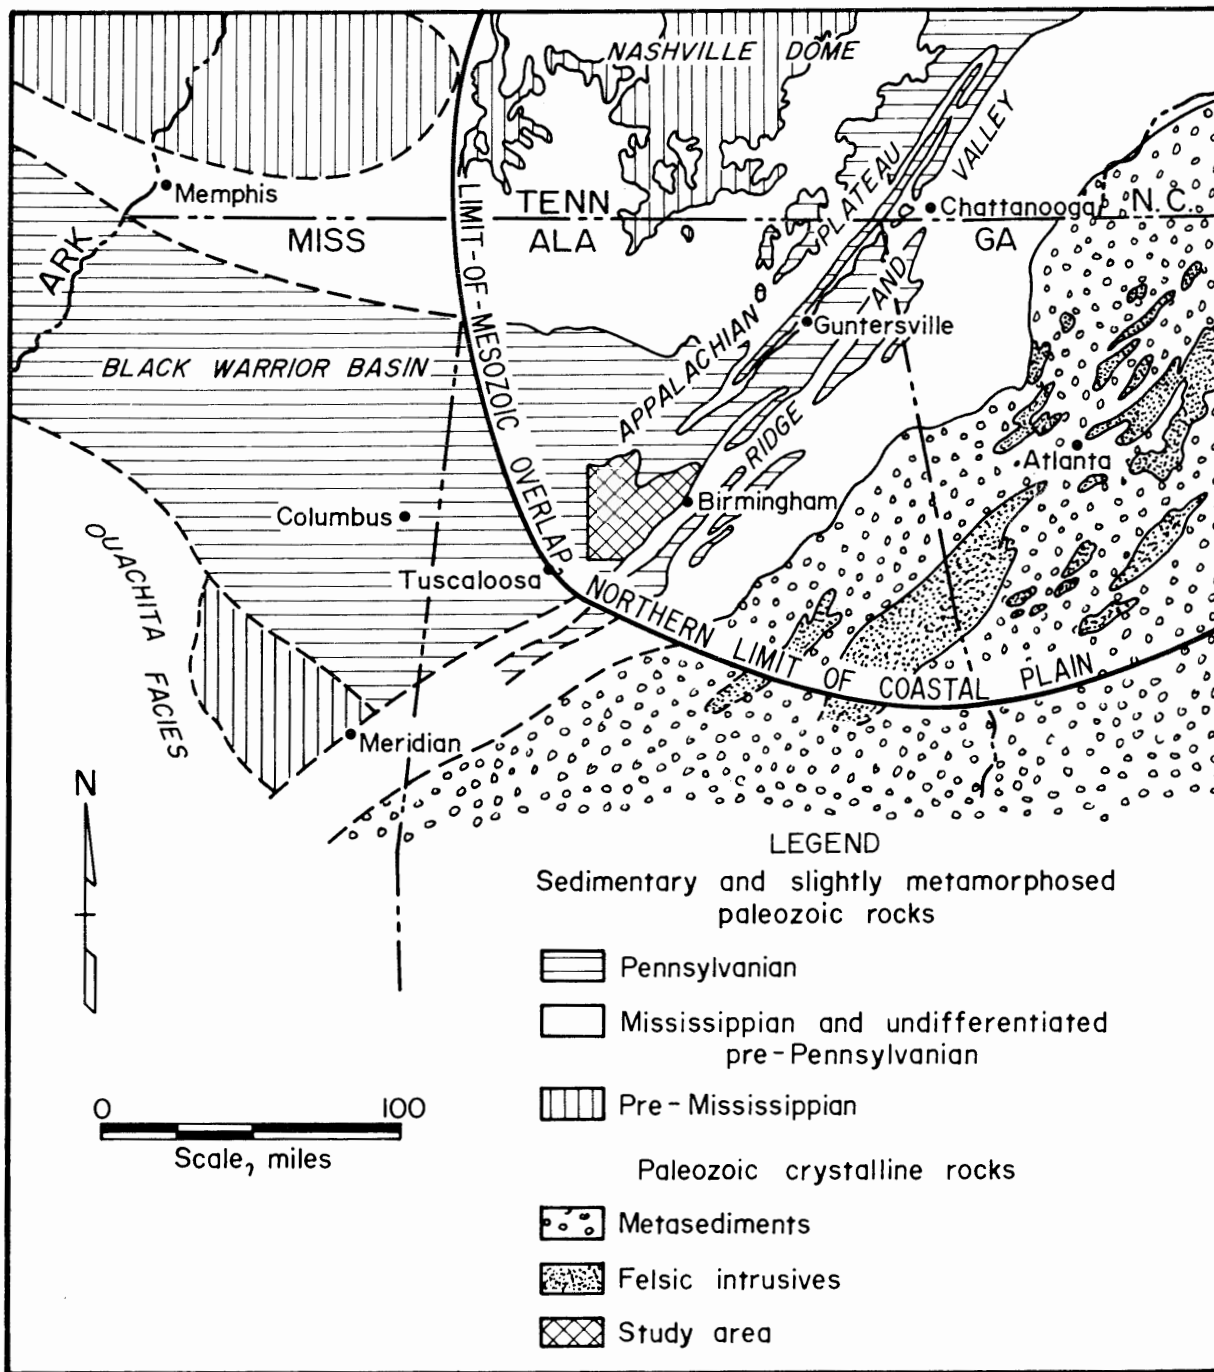 NASHVILLE DOME
Memphis
TENN
MISS
ALA
ARK
LIMIT-OF-MESOZOIC OVERLAP
APPALACHIAN PLATEAU
RIDGE AND VALLEY
Chattanooga
N.C.
GA
Guntersville
BLACK WARRIOR BASIN
Atlanta
Birmingham
Columbus
Tuscaloosa
OUACHITA FACIES
NORTHERN LIMIT OF COASTAL PLAIN
Meridian
N
LEGEND
Sedimentary and slightly metamorphosed
paleozoic rocks
Pennsylvanian
Mississippian and undifferentiated
pre-Pennsylvanian
Pre-Mississippian
0 100
Scale, miles
Paleozoic crystalline rocks
Metasediments
Felsic intrusives
Study area